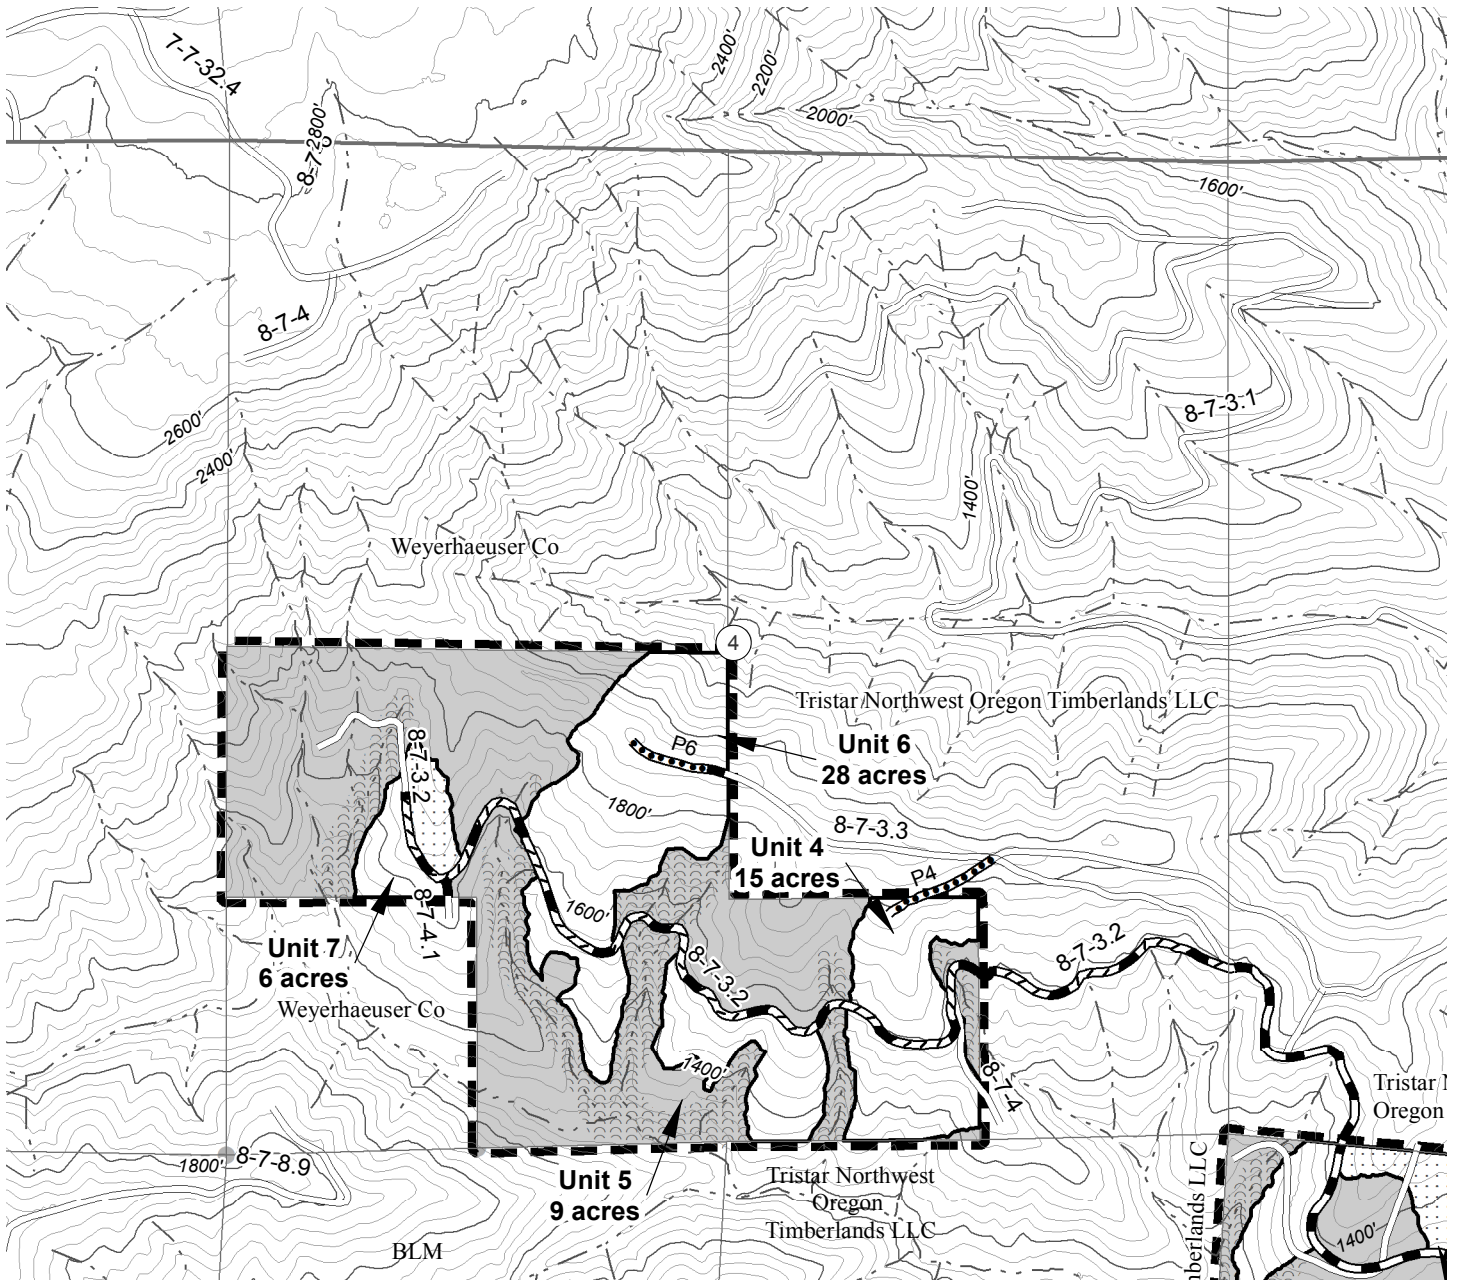 7-7-32.4
2400'
2200'
2000'
2800'
1600'
8-7-4
2600'
2400'
8-7-3.1
1400'
Weyerhaeuser Co
4
Tristar Northwest Oregon Timberlands LLC
P6
Unit 6
28 acres
8-7-3.2
1800'
8-7-3.3
Unit 4
15 acres
P4
1600'
8-7-4.1
Unit 7
6 acres
8-7-3.2
8-7-3.2
Weyerhaeuser Co
1400'
8-7-4
Tristar
Oregon
1800'
8-7-8.9
Unit 5
9 acres
Tristar Northwest
Oregon
Timberlands LLC
BLM
mberlands LLC
1400'